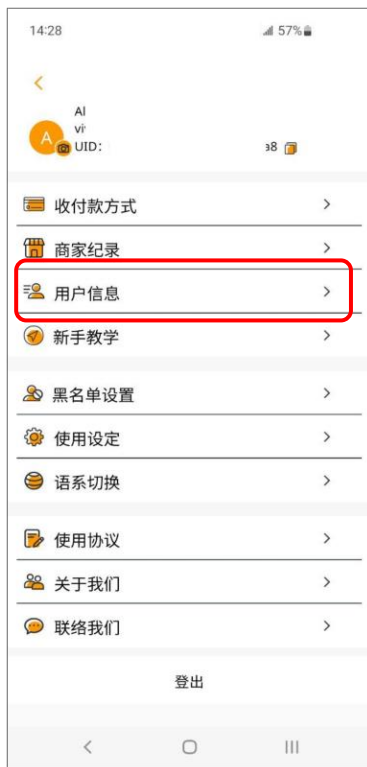 14:28 57%
Al
vi
UID: a8
收付款方式
商家纪录
用户信息
新手教学
黑名单设置
使用设定
语系切换
使用协议
关于我们
联络我们
登出